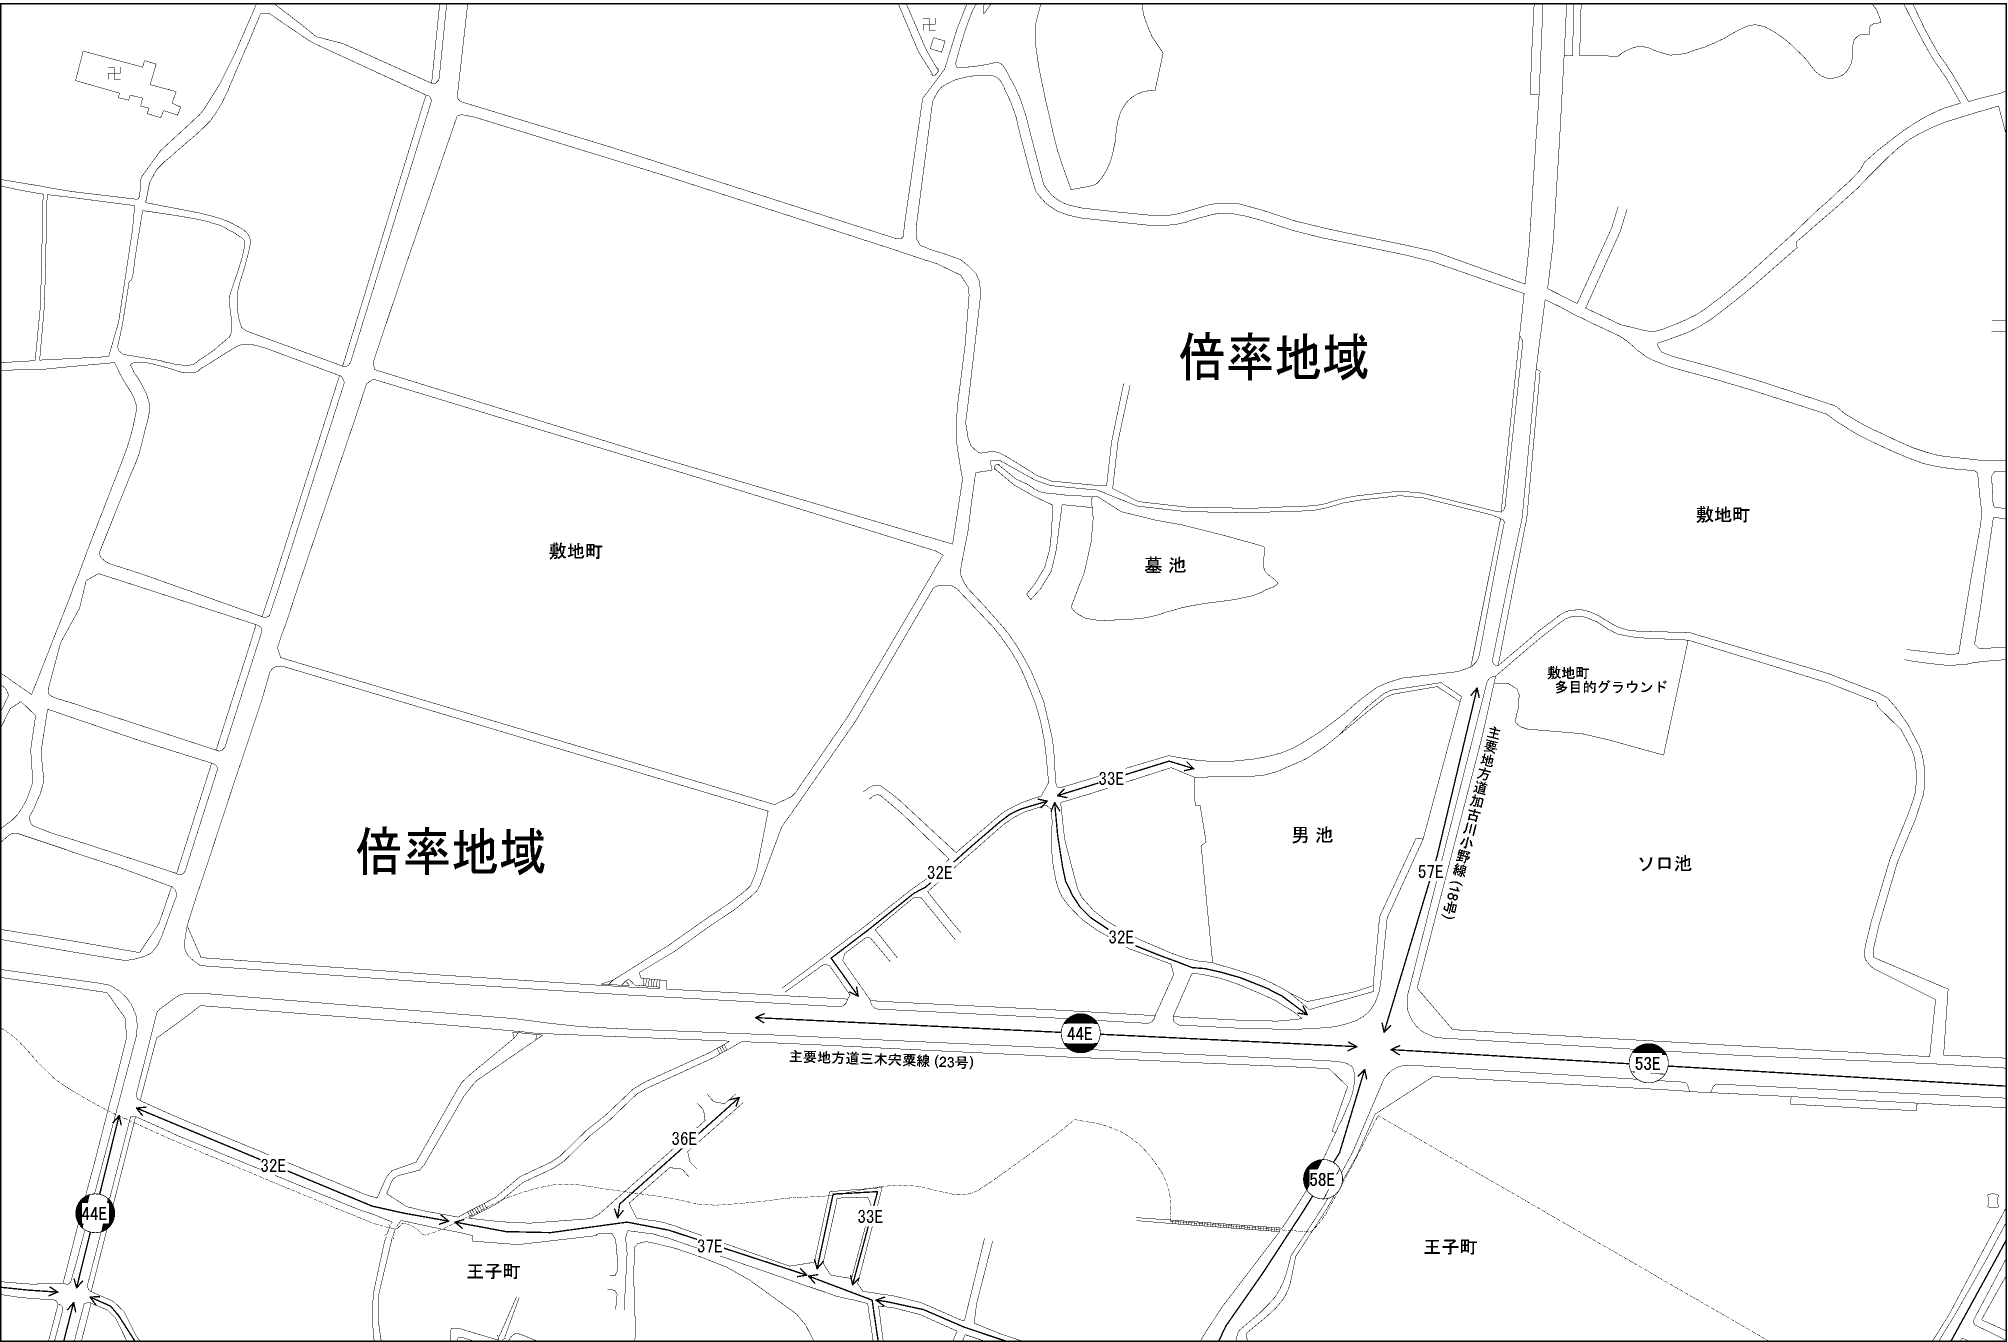 倍率地域
敷地町
敷地町
墓池
敷地町
多目的グラウンド
主要地方道加古川小野線(18号)
33E
男池
ソロ池
倍率地域
32E
57E
32E
44E
主要地方道三木宍粟線(23号)
53E
36E
32E
58E
44E
33E
37E
王子町
王子町